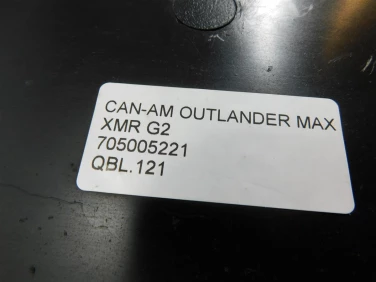 CAN-AM OUTLANDER MAX
XMR G2
705005221
QBL.121